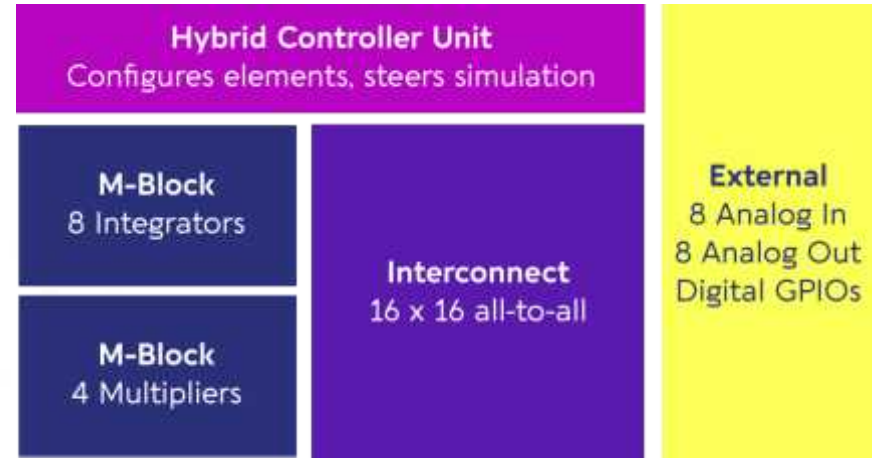 Hybrid Controller Unit
Configures elements, steers simulation
M-Block
8 Integrators
M-Block
4 Multipliers
Interconnect
16 x 16 all-to-all
External
8 Analog In
8 Analog Out
Digital GPIOs